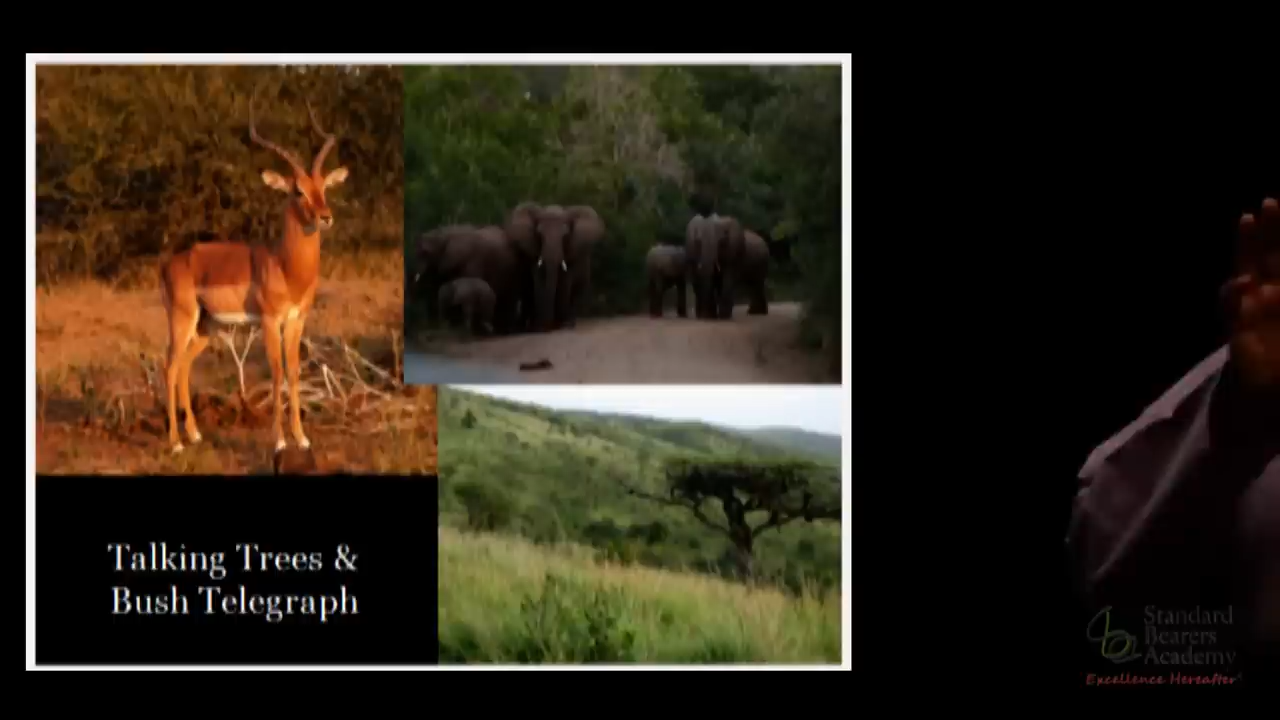 Talking Trees &
Bush Telegraph
Standard
Bearers
Academy
Excellence Hereafter